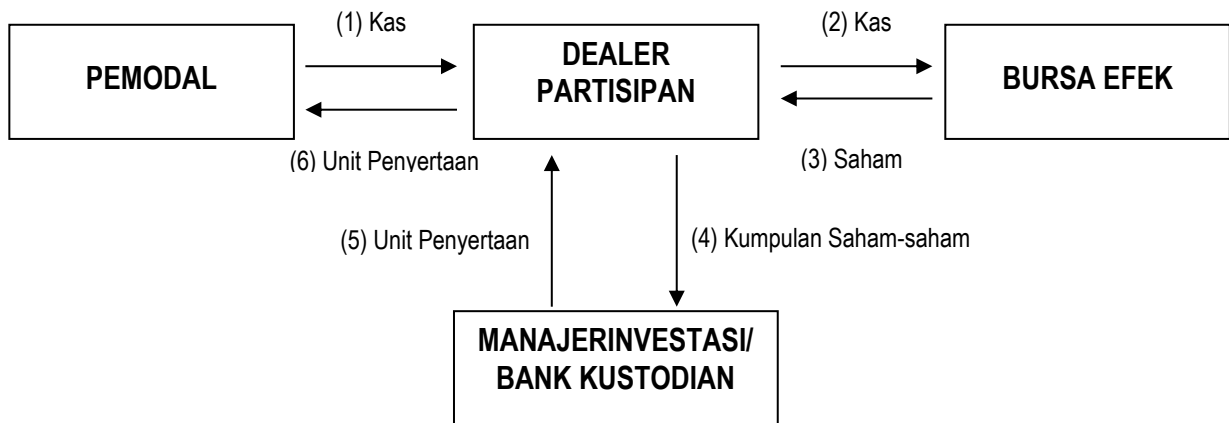 (1) Kas
(2) Kas
PEMODAL
DEALER
PARTISIPAN
BURSA EFEK
(6) Unit Penyertaan
(3) Saham
(5) Unit Penyertaan
(4) Kumpulan Saham-saham
MANAJERINVESTASI/
BANK KUSTODIAN